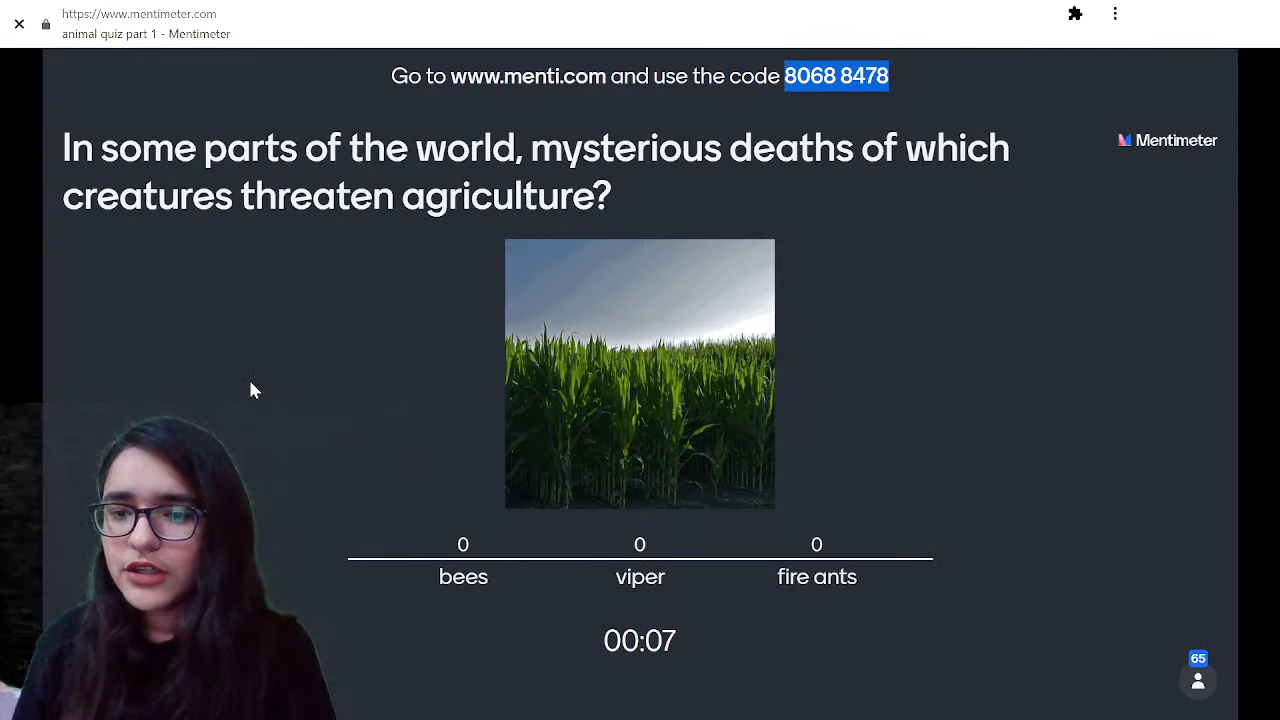 https://www.mentimeter.com
animal quiz part 1 - Mentimeter
Go to www.menti.com and use the code 8068 8478
In some parts of the world, mysterious deaths of which
creatures threaten agriculture?
Mentimeter
0 0 0
bees viper fire ants
00:07
65